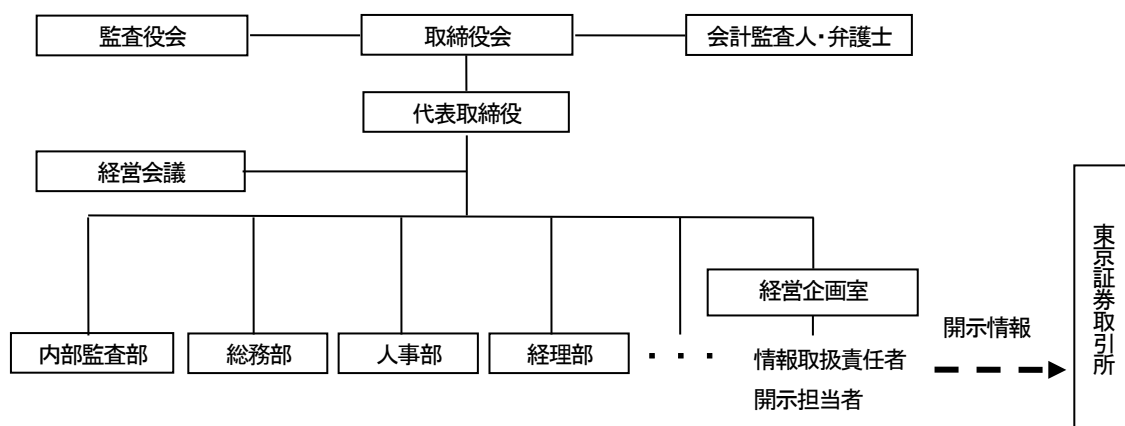 監査役会
取締役会
会計監査人・弁護士
代表取締役
経営会議
経営企画室
内部監査部
総務部
人事部
経理部
・・・
情報取扱責任者
開示担当者
開示情報
東京証券取引所